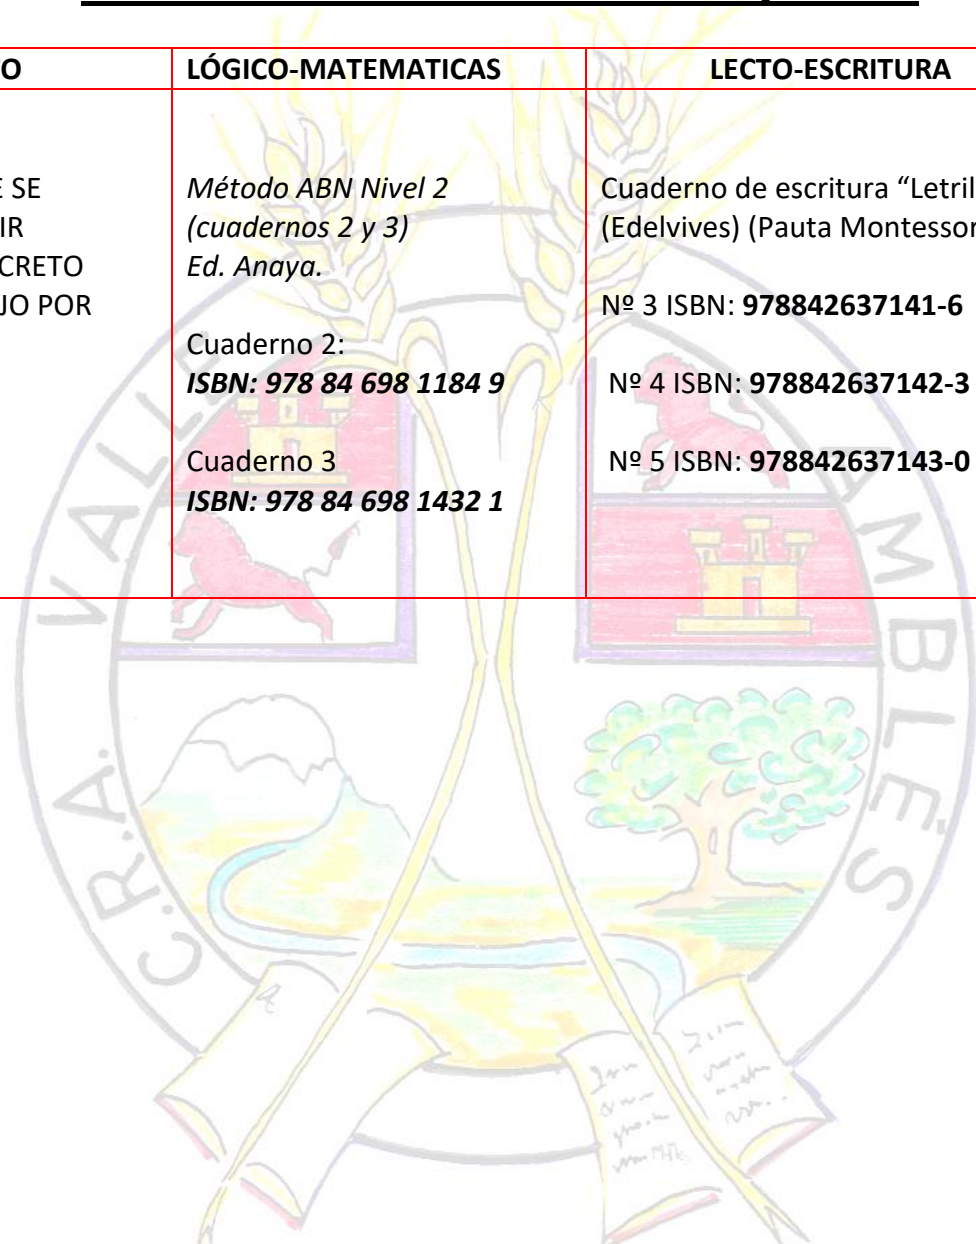 O
LÓGICO-MATEMATICAS
LECTO-ESCRITURA
E SE
IR
CRETO
JO POR
Método ABN Nivel 2
(cuadernos 2 y 3)
Ed. Anaya.
Cuaderno 2:
ISBN: 978 84 698 1184 9
Cuaderno 3
ISBN: 978 84 698 1432 1
Cuaderno de escritura “Letril
(Edelvives) (Pauta Montessor
Nº 3 ISBN: 978842637141-6
Nº 4 ISBN: 978842637142-3
Nº 5 ISBN: 978842637143-0
C.R.A. VALLE AMBLÉS